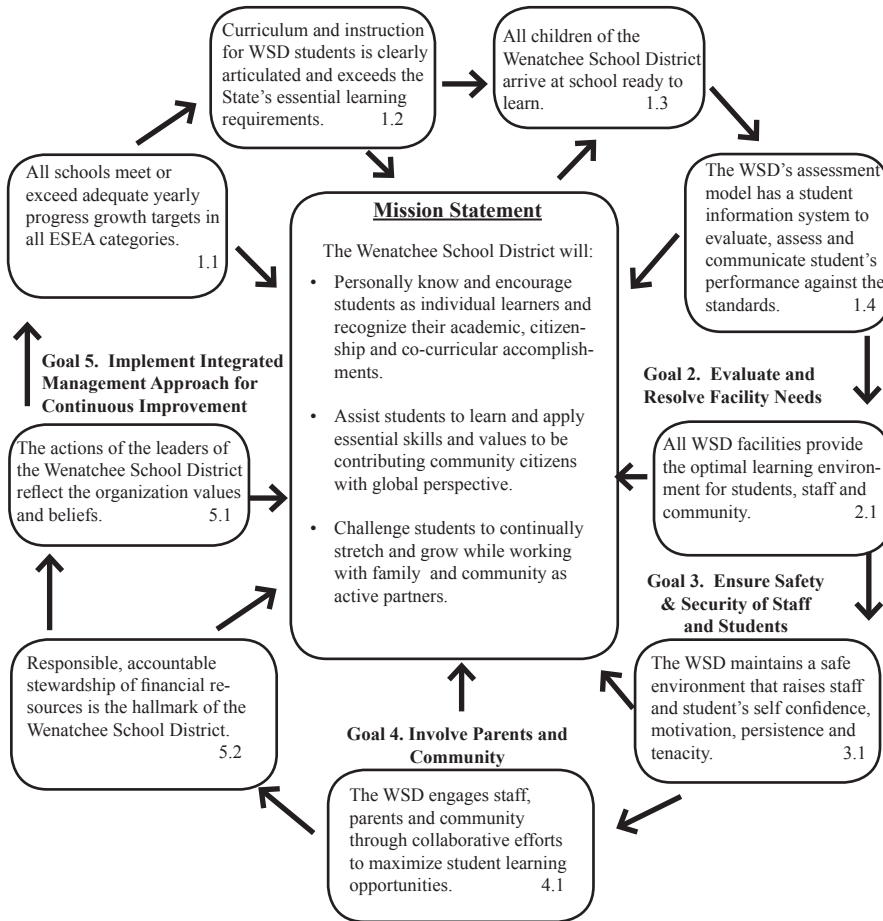 Curriculum and instruction
for WSD students is clearly
articulated and exceeds the
State’s essential learning
requirements. 1.2
All children of the
Wenatchee School District
arrive at school ready to
learn. 1.3
All schools meet or
exceed adequate yearly
progress growth targets in
all ESEA categories.
1.1
The WSD’s assessment
model has a student
information system to
evaluate, assess and
communicate student’s
performance against the
standards. 1.4
Mission Statement
The Wenatchee School District will:
• Personally know and encourage
students as individual learners and
recognize their academic, citizen-
ship and co-curricular accomplish-
ments.
• Assist students to learn and apply
essential skills and values to be
contributing community citizens
with global perspective.
• Challenge students to continually
stretch and grow while working
with family and community as
active partners.
Goal 5. Implement Integrated
Management Approach for
Continuous Improvement
The actions of the leaders of
the Wenatchee School District
reflect the organization values
and beliefs. 5.1
Goal 2. Evaluate and
Resolve Facility Needs
All WSD facilities provide
the optimal learning environ-
ment for students, staff and
community. 2.1
Goal 3. Ensure Safety
& Security of Staff
and Students
The WSD maintains a safe
environment that raises staff
and student’s self confidence,
motivation, persistence and
tenacity. 3.1
Responsible, accountable
stewardship of financial re-
sources is the hallmark of the
Wenatchee School District.
5.2
Goal 4. Involve Parents and
Community
The WSD engages staff,
parents and community
through collaborative efforts
to maximize student learning
opportunities. 4.1